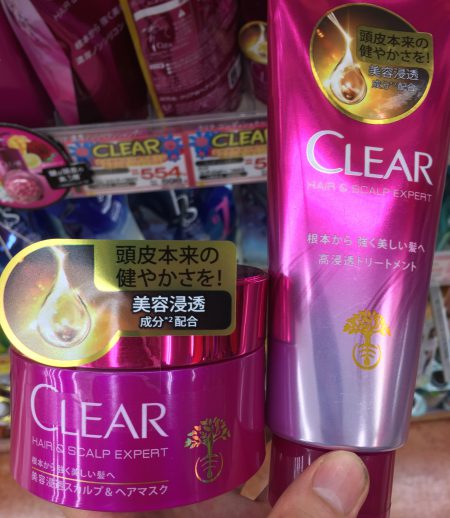 頭皮本来の
健やかさを!
美容浸透
成分*2配合
CLEAR
HAIR & SCALP EXPERT
根本から 強く美しい髪へ
美容浸透スカルプ&ヘアマスク
頭皮本来の
健やかさを!
美容浸透
成分*配合
CLEAR
HAIR & SCALP EXPERT
根本から 強く美しい髪へ
高浸透トリートメント
CLEAR
554
CLEAR